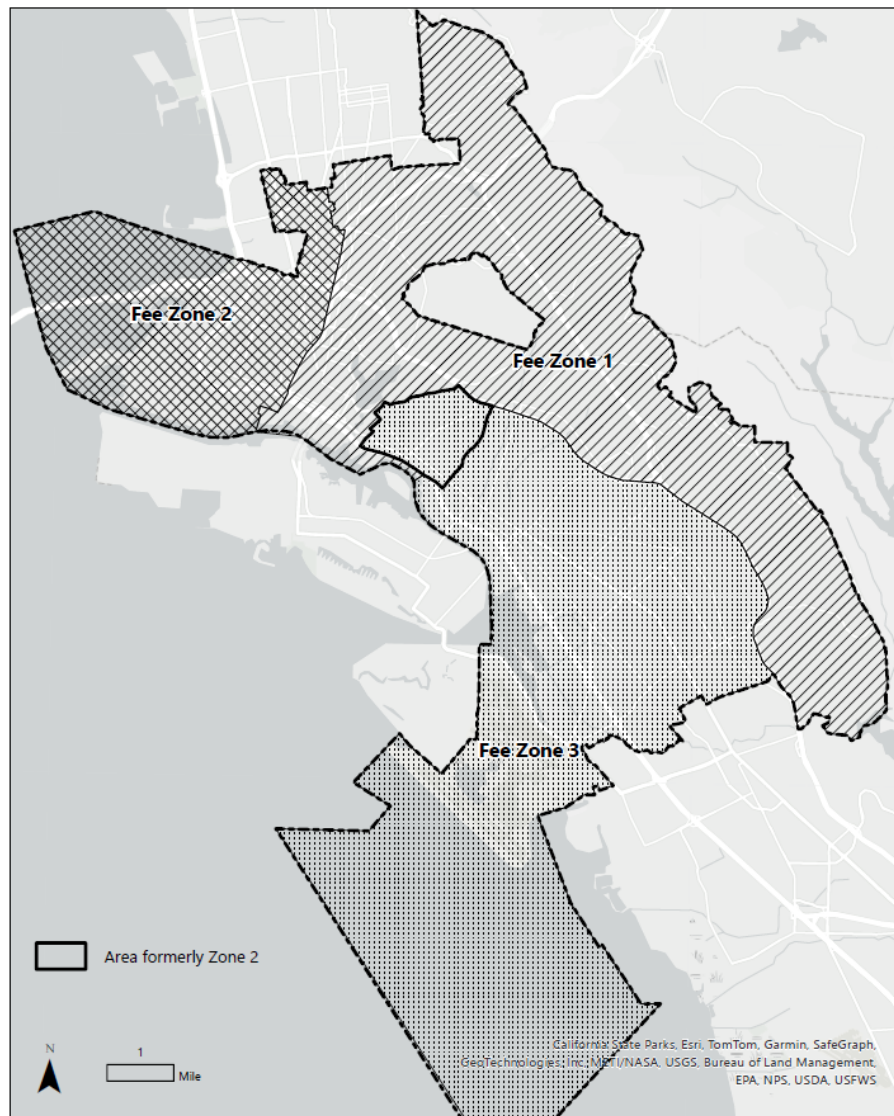 Fee Zone 2
Fee Zone 1
Fee Zone 3
Area formerly Zone 2
N
1
Mile
California State Parks, Esri, TomTom, Garmin, SafeGraph,
GeoTechnologies, Inc, METI/NASA, USGS, Bureau of Land Management,
EPA, NPS, USDA, USFWS